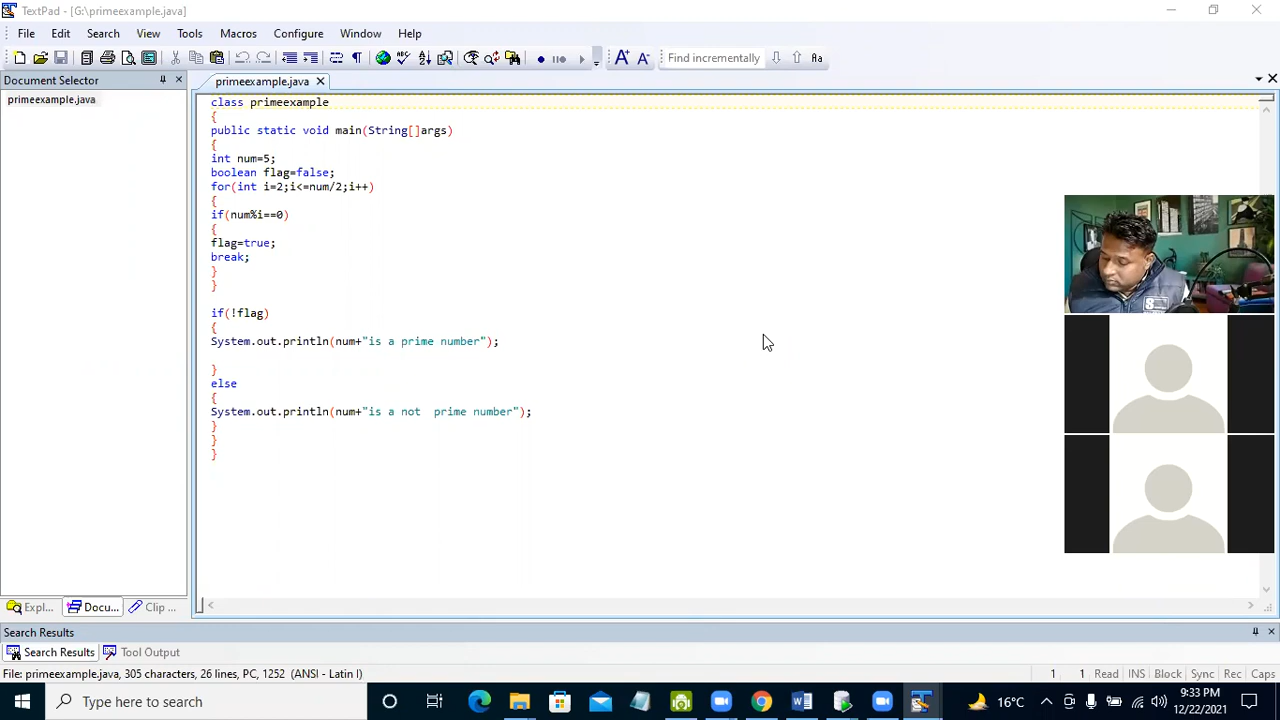 TextPad - [G:\primeexample.java]
File Edit Search View Tools Macros Configure Window Help
Find incrementally Aa
Document Selector
primeexample.java
primeexample.java
class primeexample
{
public static void main(String[]args)
{
int num=5;
boolean flag=false;
for(int i=2;i<=num/2;i++)
{
if(num%i==0)
{
flag=true;
break;
}
}
if(!flag)
{
System.out.println(num+"is a prime number");
}
else
{
System.out.println(num+"is a not  prime number");
}
}
}
Expl... Docu... Clip ...
Search Results
Search Results Tool Output
File: primeexample.java, 305 characters, 26 lines, PC, 1252 (ANSI - Latin I) 1 1 Read INS Block Sync Rec Caps
Type here to search 16°C 9:33 PM
12/22/2021